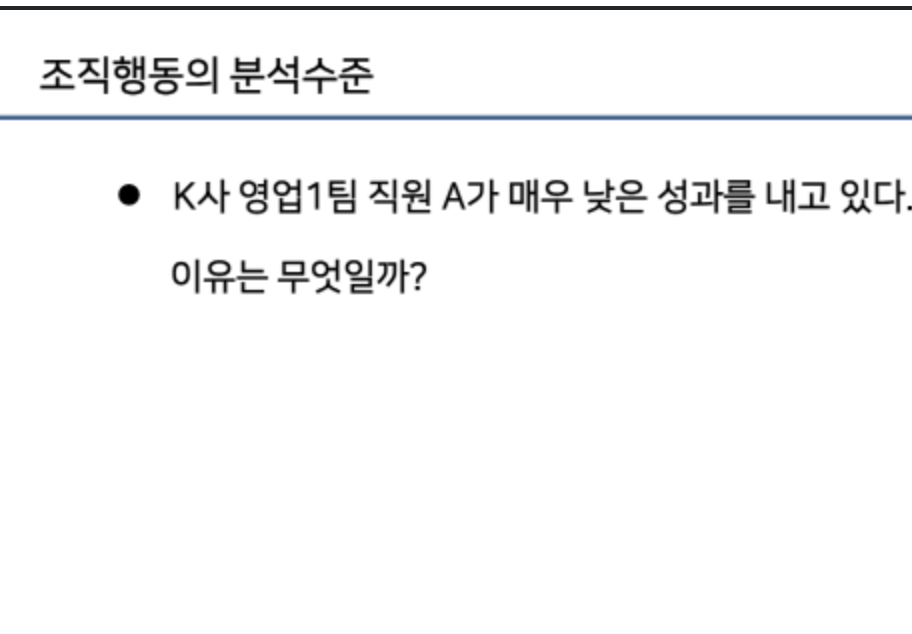 조직행동의 분석수준
● K사 영업1팀 직원 A가 매우 낮은 성과를 내고 있다.
이유는 무엇일까?